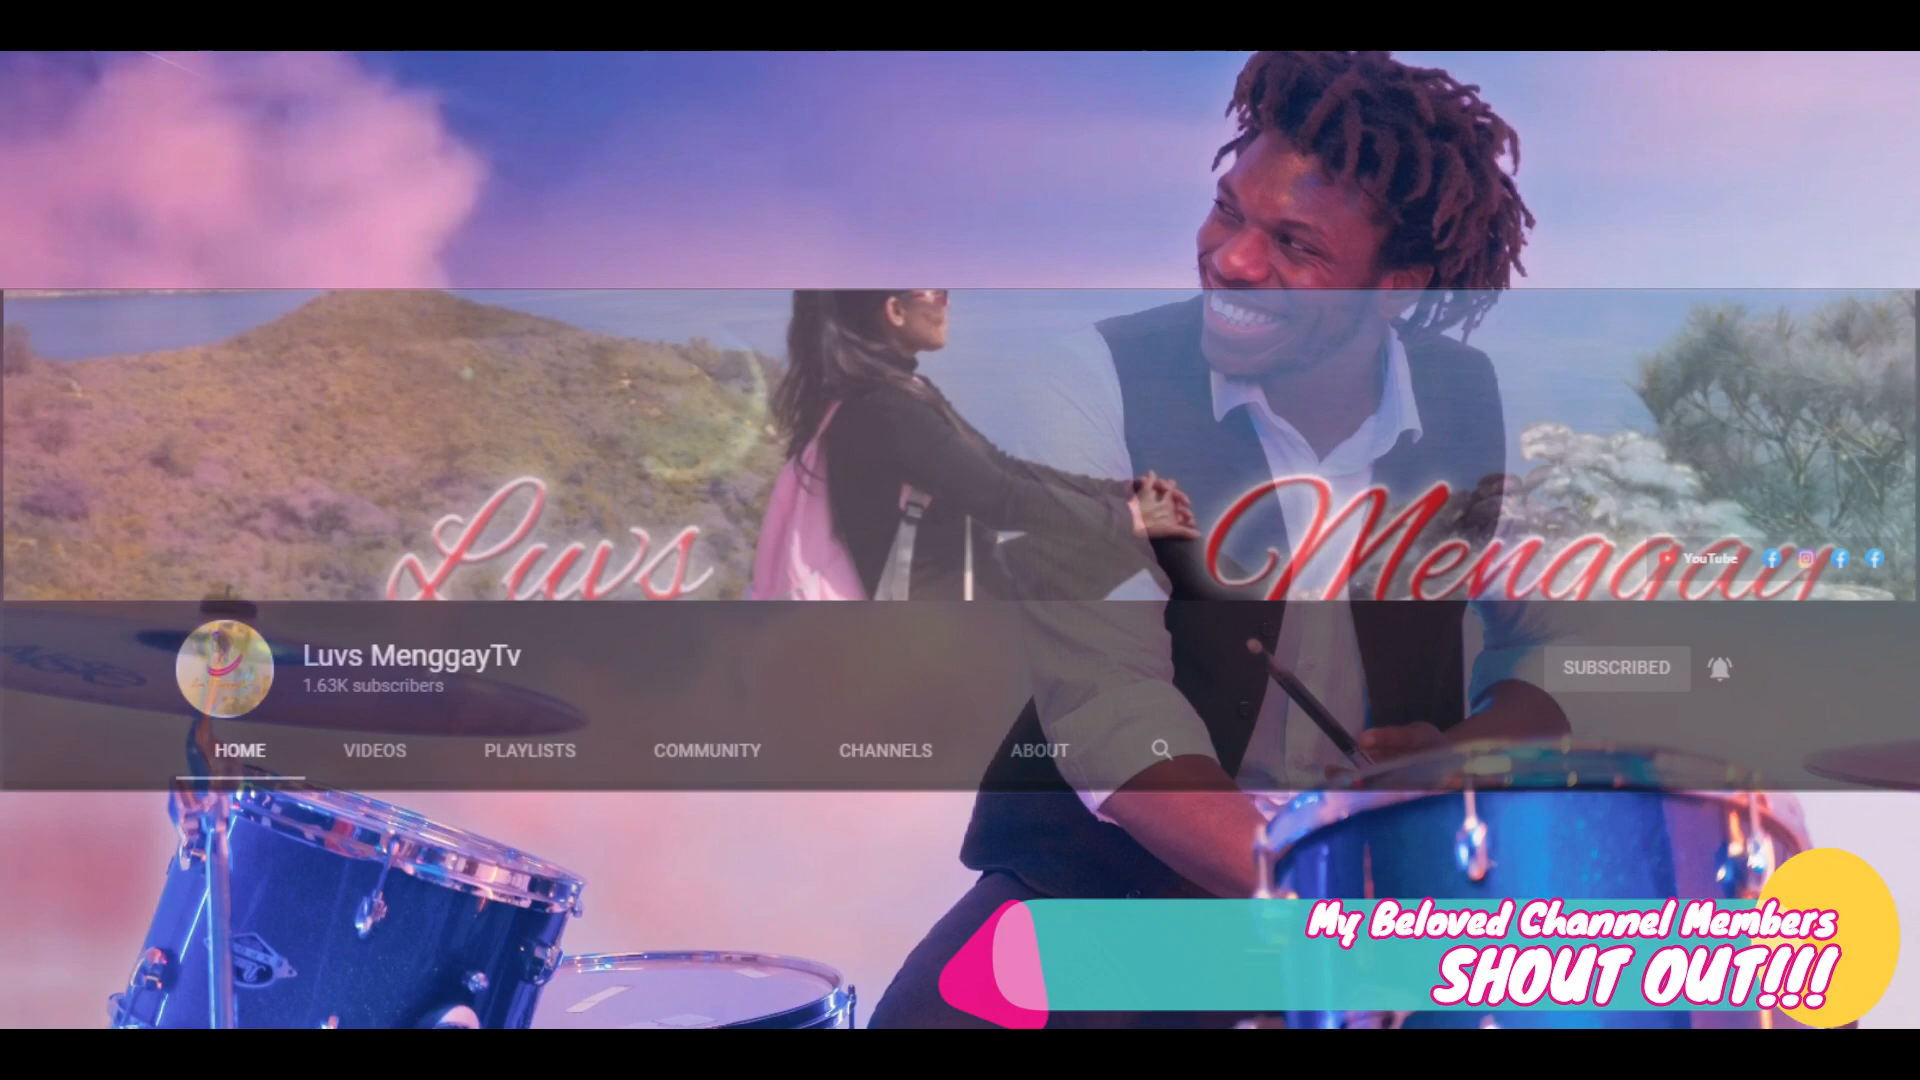 Luvs Menggay
YouTube
Luvs MenggayTv
1.63K subscribers
SUBSCRIBED
HOME VIDEOS PLAYLISTS COMMUNITY CHANNELS ABOUT
My Beloved Channel Members
SHOUT OUT!!!